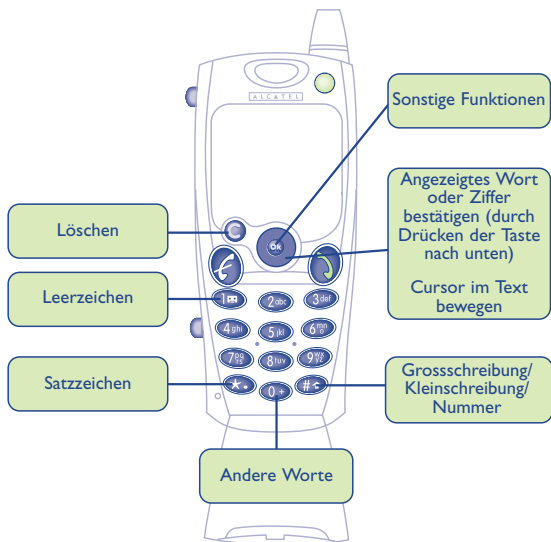 ALCATEL
Sonstige Funktionen
Angezeigtes Wort
oder Ziffer
bestätigen (durch
Drücken der Taste
nach unten)
Cursor im Text
bewegen
Löschen
C
OK
Leerzeichen
1
2abc
3def
4ghi
5jkl
6mno
7pqrs
8tuv
9wxyz
Satzzeichen
*.
0+
#
Grossschreibung/
Kleinschreibung/
Nummer
Andere Worte